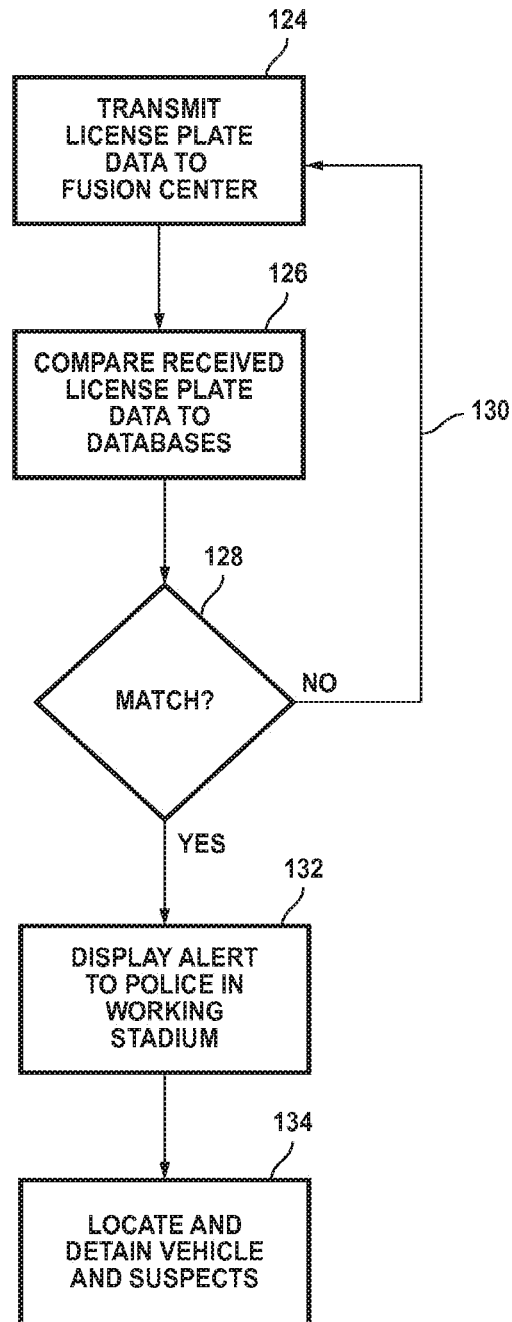 124
TRANSMIT
LICENSE PLATE
DATA TO
FUSION CENTER
126
COMPARE RECEIVED
LICENSE PLATE
DATA TO
DATABASES
130
128
MATCH?
NO
YES
132
DISPLAY ALERT
TO POLICE IN
WORKING
STADIUM
134
LOCATE AND
DETAIN VEHICLE
AND SUSPECTS